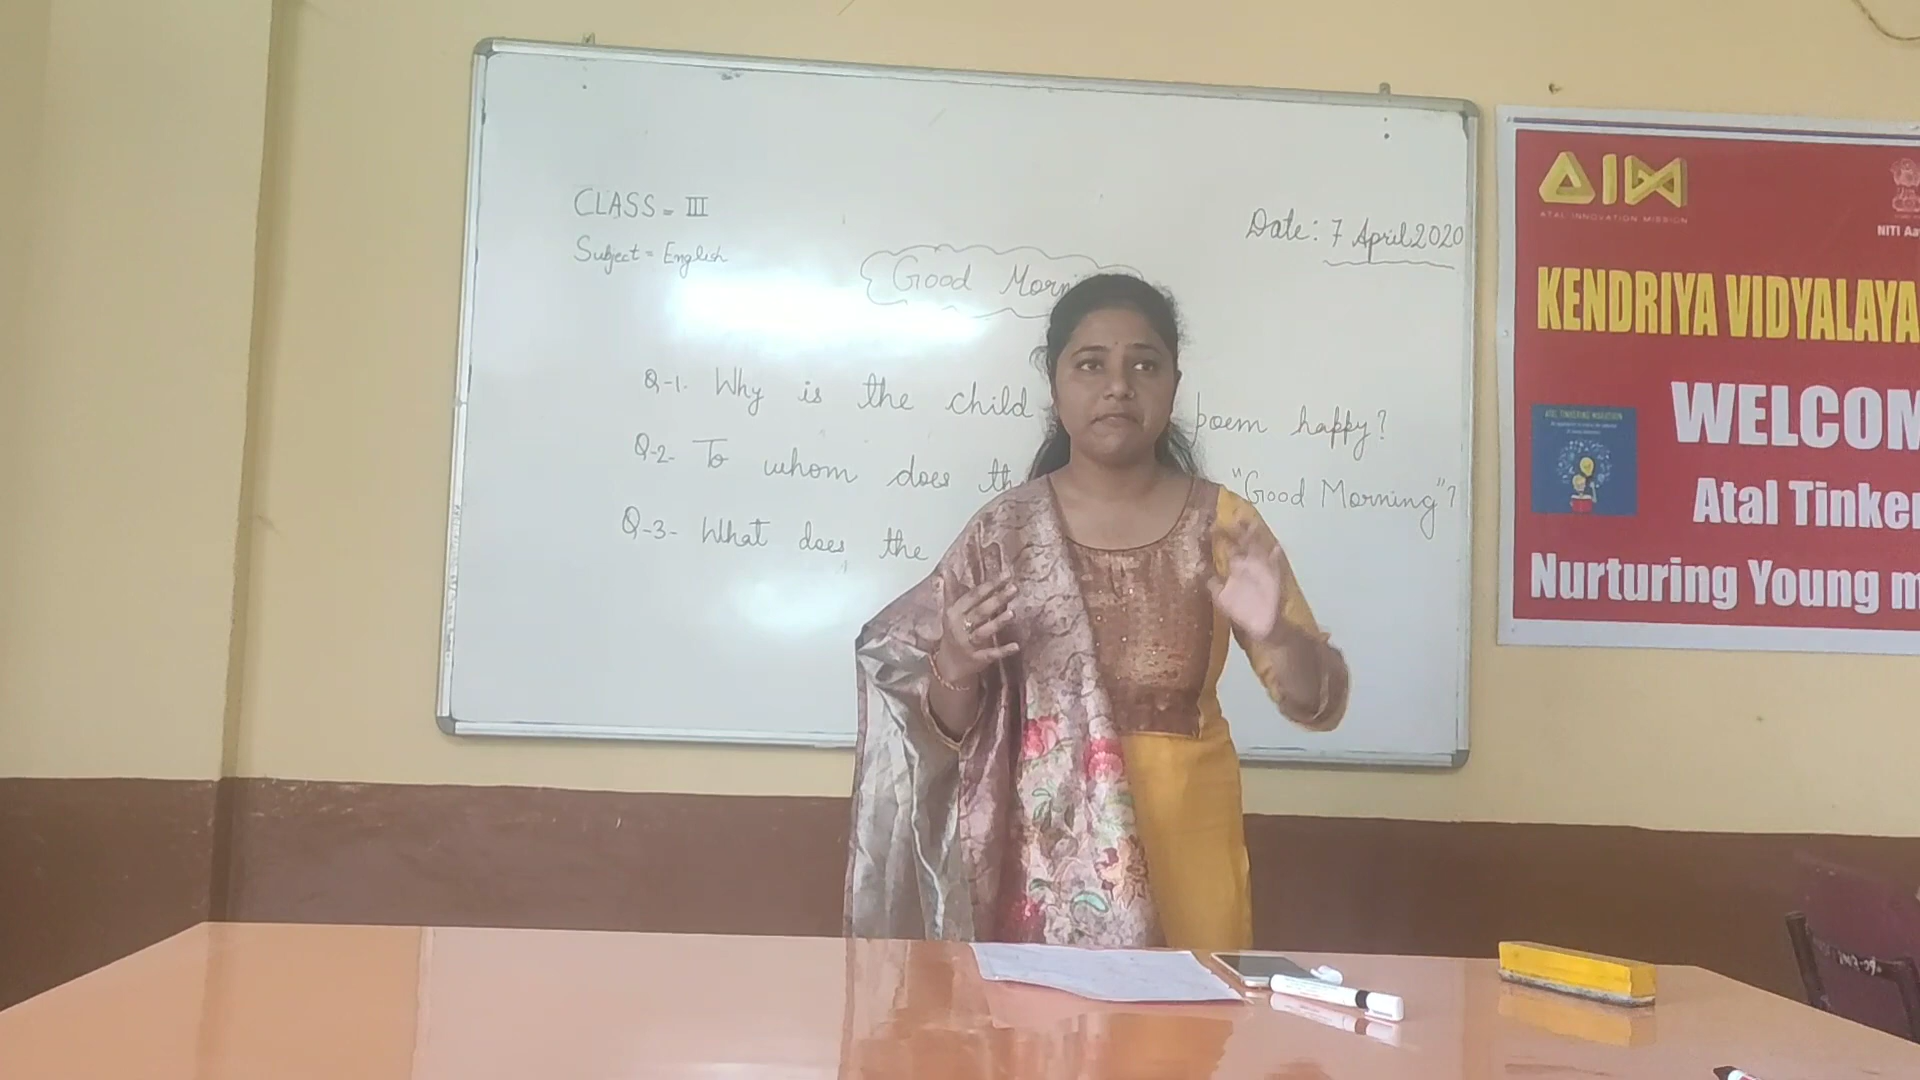 CLASS - III
Subject = English
Date: 7 April 2020
Good Morn
Q-1. Why is the child poem happy?
Q-2- To whom does th "Good Morning"?
Q-3- What does the
AIM
ATAL INNOVATION MISSION
NITI Aa
KENDRIYA VIDYALAYA
WELCOM
Atal Tinker
Nurturing Young m